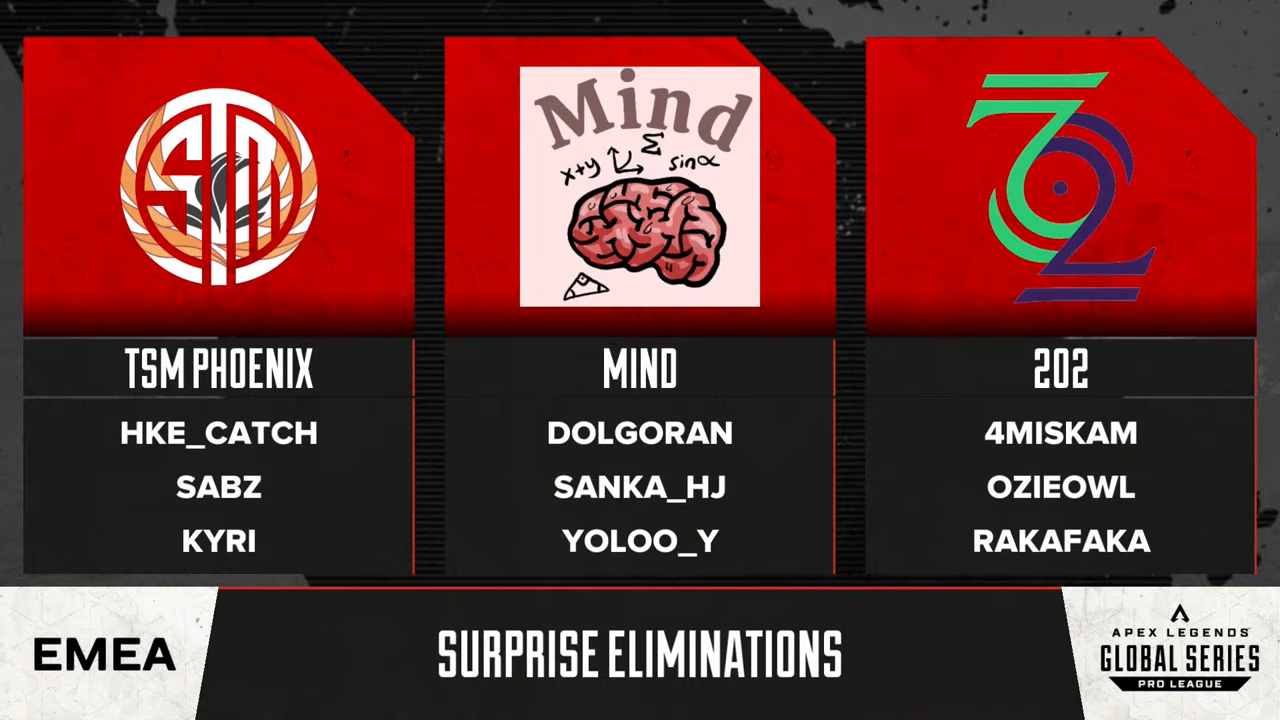 TSM
Mind
x+y
Σ
sinα
32
TSM PHOENIX
HKE_CATCH
SABZ
KYRI
MIND
DOLGORAN
SANKA_HJ
YOLOO_Y
202
4MISKAM
OZIEOWL
RAKAFAKA
EMEA
SURPRISE ELIMINATIONS
APEX LEGENDS
GLOBAL SERIES
PRO LEAGUE